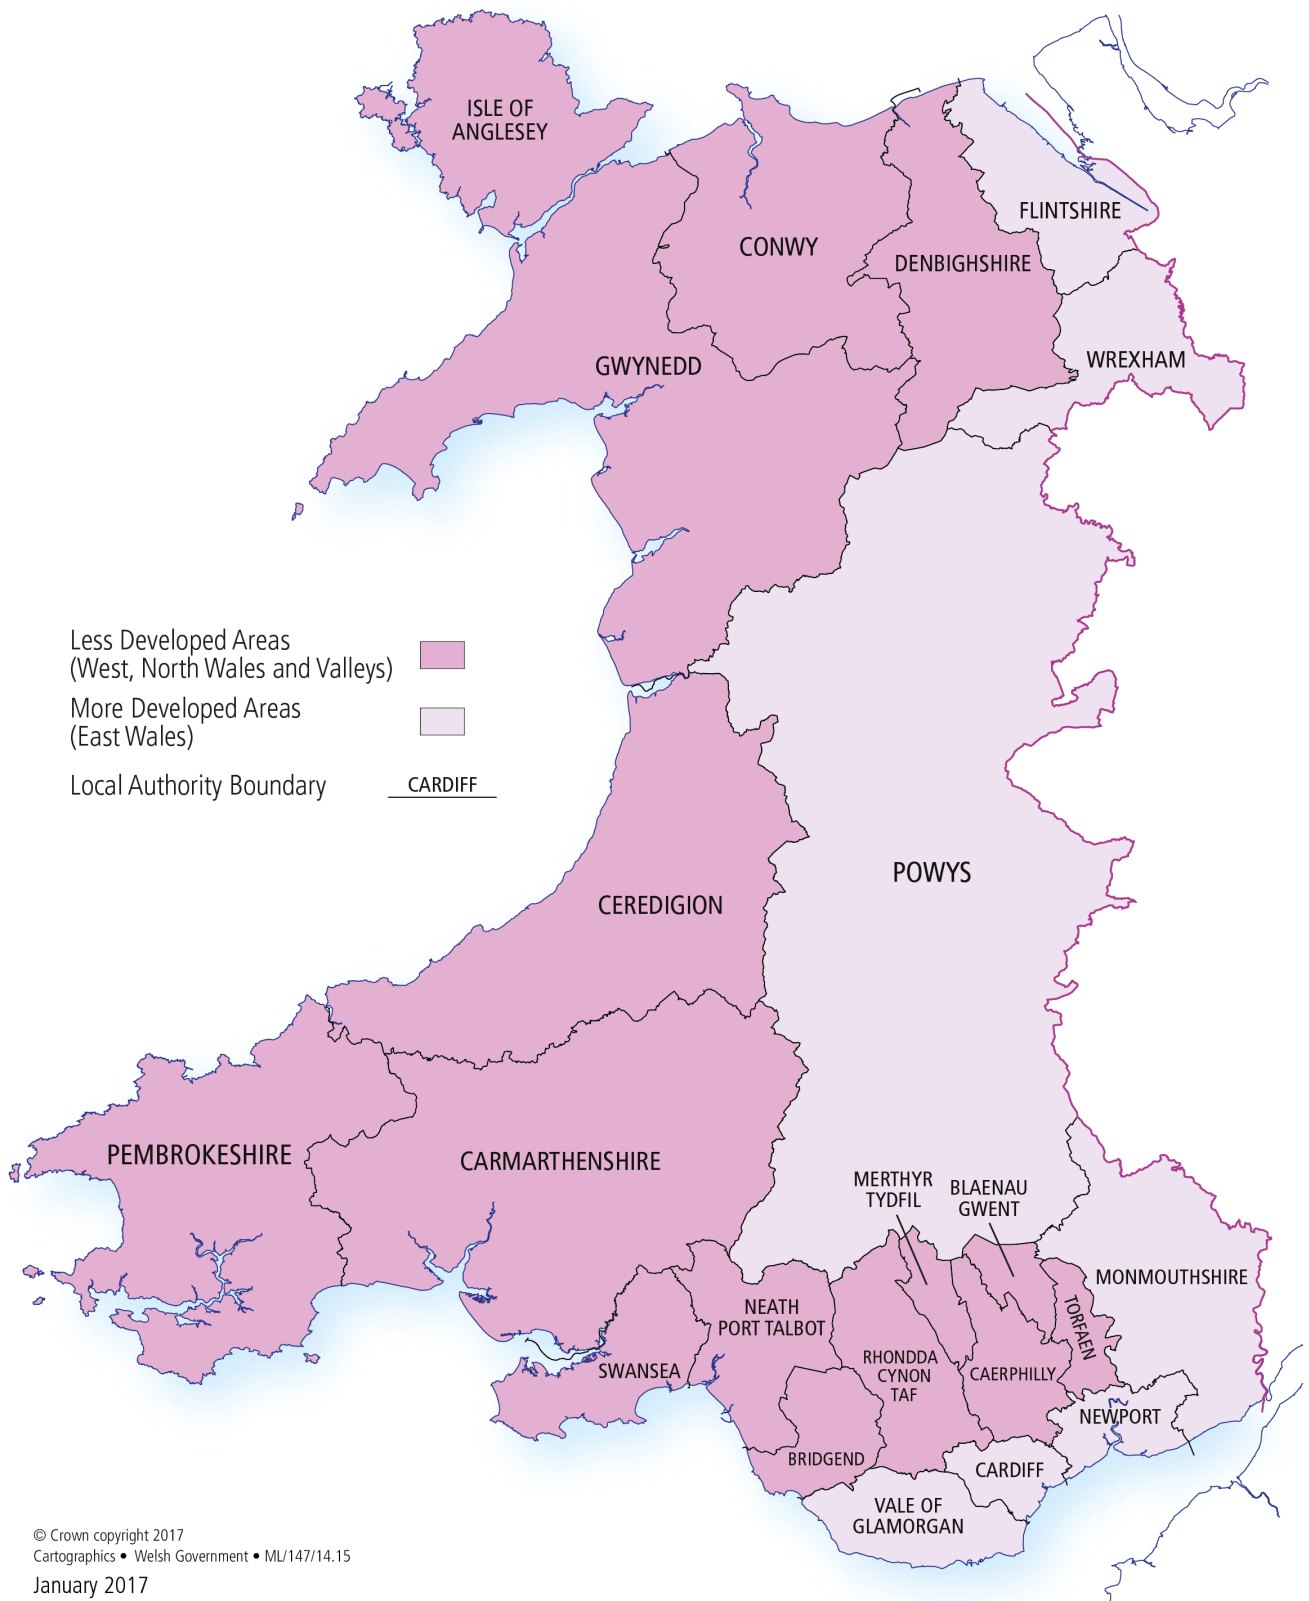 ISLE OF
ANGLESEY
FLINTSHIRE
CONWY
DENBIGHSHIRE
WREXHAM
GWYNEDD
Less Developed Areas
(West, North Wales and Valleys)
More Developed Areas
(East Wales)
Local Authority Boundary
CARDIFF
POWYS
CEREDIGION
PEMBROKESHIRE
CARMARTHENSHIRE
MERTHYR
TYDFIL
BLAENAU
GWENT
MONMOUTHSHIRE
NEATH
PORT TALBOT
TORFAEN
SWANSEA
RHONDDA
CYNON
TAF
CAERPHILLY
NEWPORT
BRIDGEND
CARDIFF
VALE OF
GLAMORGAN
© Crown copyright 2017
Cartographics • Welsh Government • ML/147/14.15
January 2017